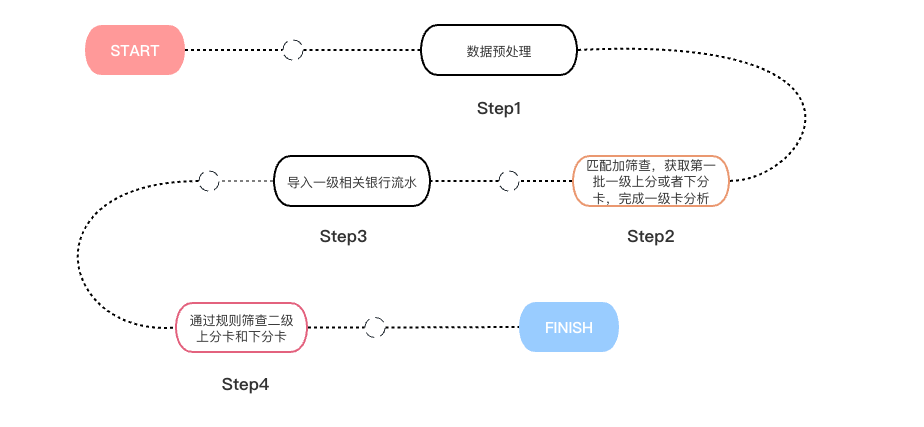 START
数据预处理
Step1
匹配加筛查，获取第一
批一级上分或者下分
卡，完成一级卡分析
Step2
导入一级相关银行流水
Step3
通过规则筛查二级
上分卡和下分卡
Step4
FINISH